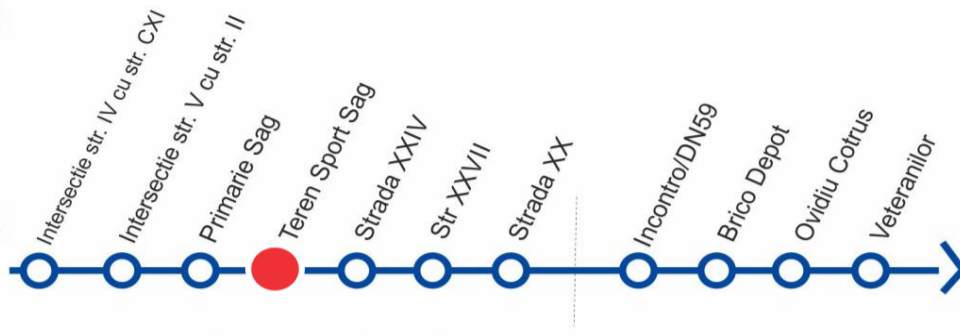 Intersectie str. IV cu str. CXI
Intersectie str. V cu str. II
Primarie Sag
Teren Sport Sag
Strada XXIV
Str XXVII
Strada XX
Incontro/DN59
Brico Depot
Ovidiu Cotrus
Veteranilor